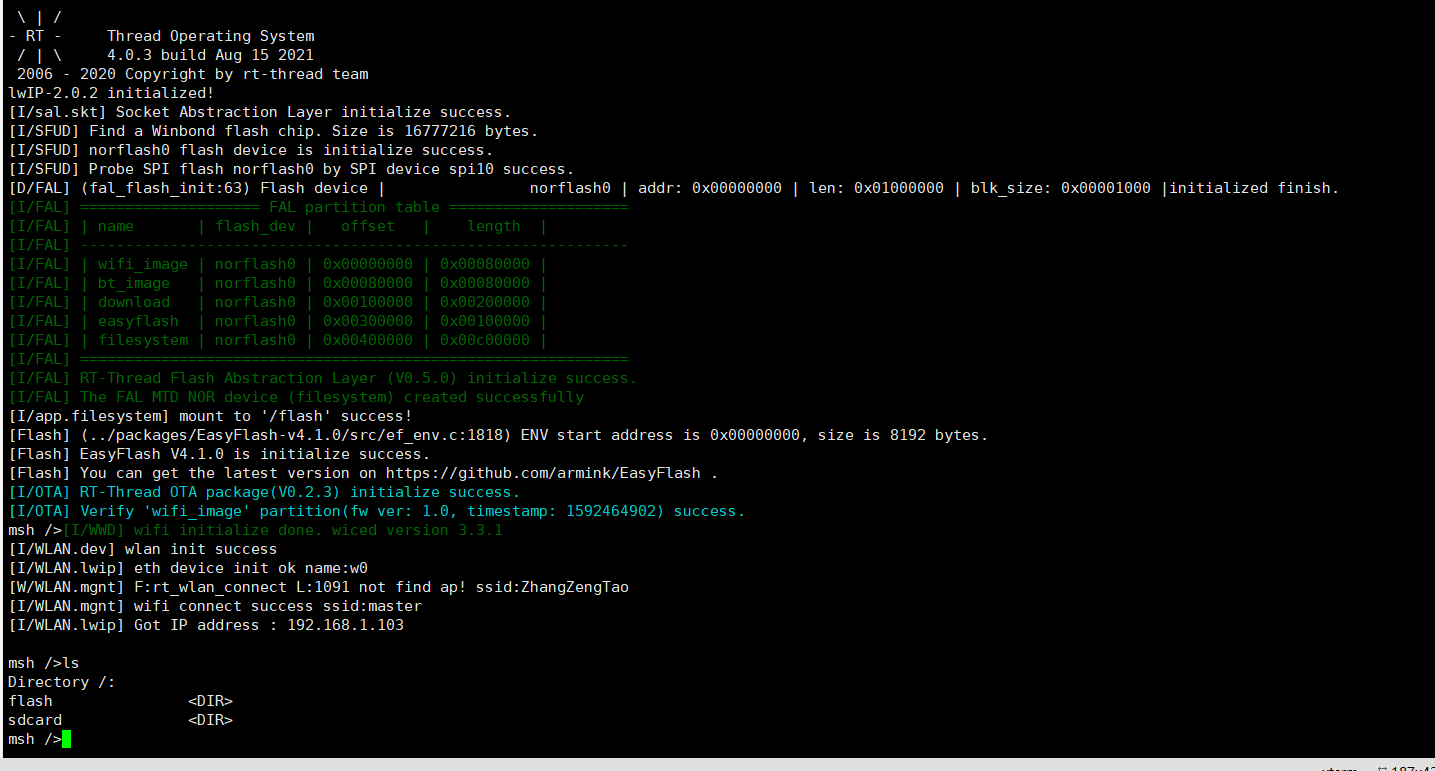 \ | /
- RT -     Thread Operating System
 / | \     4.0.3 build Aug 15 2021
 2006 - 2020 Copyright by rt-thread team
lwIP-2.0.2 initialized!
[I/sal.skt] Socket Abstraction Layer initialize success.
[I/SFUD] Find a Winbond flash chip. Size is 16777216 bytes.
[I/SFUD] norflash0 flash device is initialize success.
[I/SFUD] Probe SPI flash norflash0 by SPI device spi10 success.
[D/FAL] (fal_flash_init:63) Flash device |                norflash0 | addr: 0x00000000 | len: 0x01000000 | blk_size: 0x00001000 |initialized finish.
[I/FAL] ==================== FAL partition table ====================
[I/FAL] | name       | flash_dev |   offset   |    length  |
[I/FAL] -------------------------------------------------------------
[I/FAL] | wifi_image | norflash0 | 0x00000000 | 0x00080000 |
[I/FAL] | bt_image   | norflash0 | 0x00080000 | 0x00080000 |
[I/FAL] | download   | norflash0 | 0x00100000 | 0x00200000 |
[I/FAL] | easyflash  | norflash0 | 0x00300000 | 0x00100000 |
[I/FAL] | filesystem | norflash0 | 0x00400000 | 0x00c00000 |
[I/FAL] =============================================================
[I/FAL] RT-Thread Flash Abstraction Layer (V0.5.0) initialize success.
[I/FAL] The FAL MTD NOR device (filesystem) created successfully
[I/app.filesystem] mount to '/flash' success!
[Flash] (../packages/EasyFlash-v4.1.0/src/ef_env.c:1818) ENV start address is 0x00000000, size is 8192 bytes.
[Flash] EasyFlash V4.1.0 is initialize success.
[Flash] You can get the latest version on https://github.com/armink/EasyFlash .
[I/OTA] RT-Thread OTA package(V0.2.3) initialize success.
[I/OTA] Verify 'wifi_image' partition(fw ver: 1.0, timestamp: 1592464902) success.
msh />[I/WWD] wifi initialize done. wiced version 3.3.1
[I/WLAN.dev] wlan init success
[I/WLAN.lwip] eth device init ok name:w0
[W/WLAN.mgnt] F:rt_wlan_connect L:1091 not find ap! ssid:ZhangZengTao
[I/WLAN.mgnt] wifi connect success ssid:master
[I/WLAN.lwip] Got IP address : 192.168.1.103
msh />ls
Directory /:
flash               <DIR>
sdcard              <DIR>
msh />